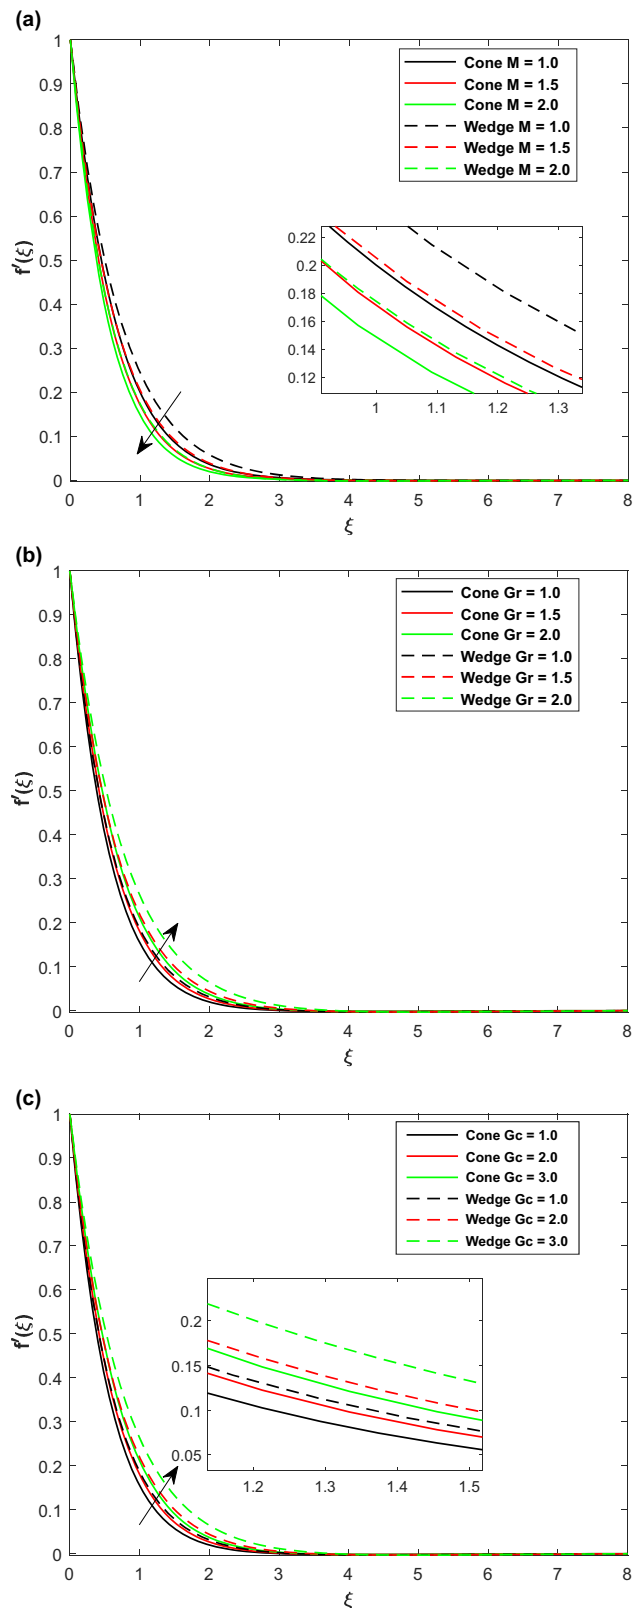 (a)
1
0.9
0.8
0.7
0.6
0.5
0.4
0.3
0.2
0.1
0
f'(ξ)
Cone M = 1.0
Cone M = 1.5
Cone M = 2.0
Wedge M = 1.0
Wedge M = 1.5
Wedge M = 2.0
0.22
0.2
0.18
0.16
0.14
0.12
1 1.1 1.2 1.3
0 1 2 3 4 5 6 7 8
ξ
(b)
1
0.9
0.8
0.7
0.6
0.5
0.4
0.3
0.2
0.1
0
f'(ξ)
Cone Gr = 1.0
Cone Gr = 1.5
Cone Gr = 2.0
Wedge Gr = 1.0
Wedge Gr = 1.5
Wedge Gr = 2.0
0 1 2 3 4 5 6 7 8
ξ
(c)
1
0.9
0.8
0.7
0.6
0.5
0.4
0.3
0.2
0.1
0
f'(ξ)
Cone Gc = 1.0
Cone Gc = 2.0
Cone Gc = 3.0
Wedge Gc = 1.0
Wedge Gc = 2.0
Wedge Gc = 3.0
0.2
0.15
0.1
0.05
1.2 1.3 1.4 1.5
0 1 2 3 4 5 6 7 8
ξ